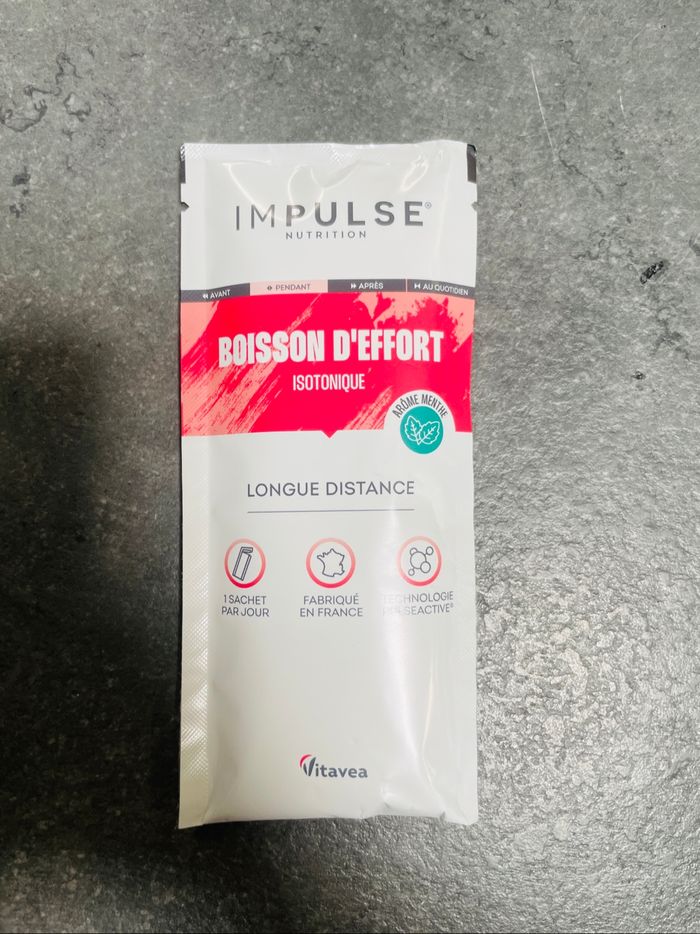 IMPULSE®
NUTRITION
AVANT
PENDANT
APRÈS
AU QUOTIDIEN
BOISSON D'EFFORT
ISOTONIQUE
ARÔME MENTHE
LONGUE DISTANCE
1 SACHET
PAR JOUR
FABRIQUÉ
EN FRANCE
TECHNOLOGIE
Vitavea